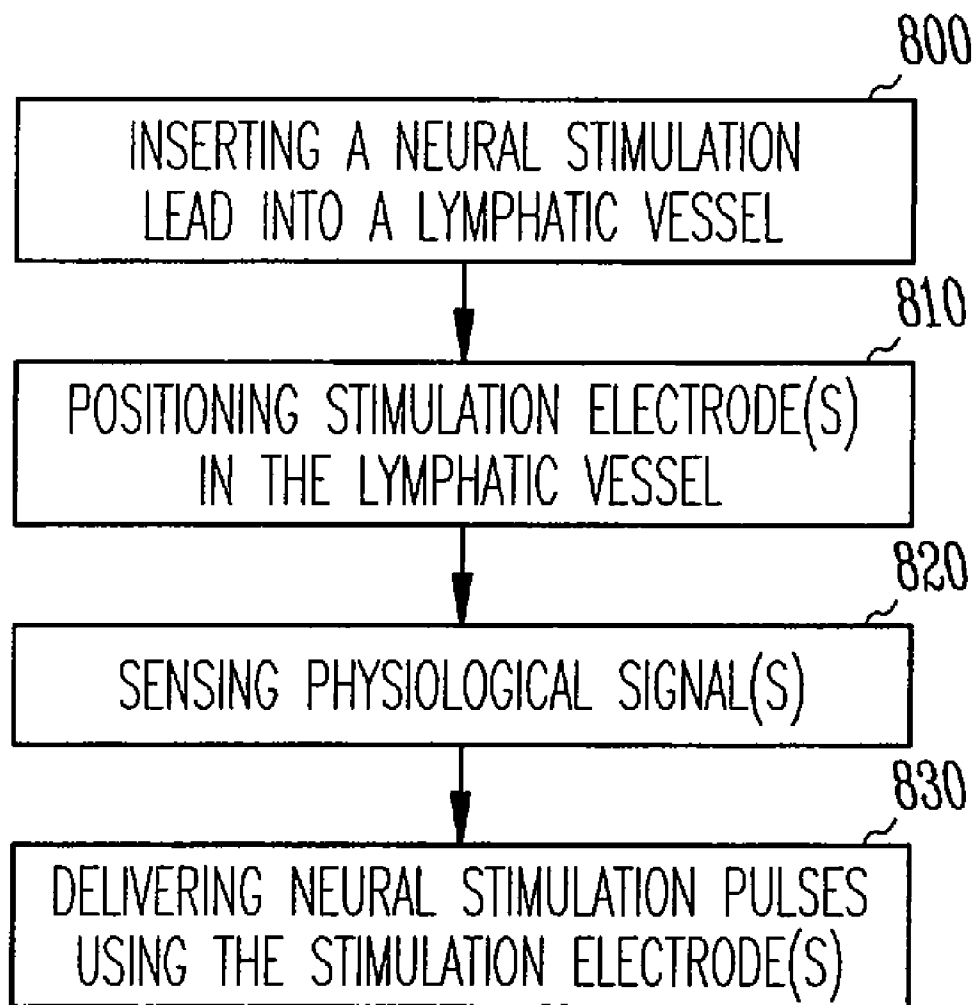 800
INSERTING A NEURAL STIMULATION
LEAD INTO A LYMPHATIC VESSEL
810
POSITIONING STIMULATION ELECTRODE(S)
IN THE LYMPHATIC VESSEL
820
SENSING PHYSIOLOGICAL SIGNAL(S)
830
DELIVERING NEURAL STIMULATION PULSES
USING THE STIMULATION ELECTRODE(S)